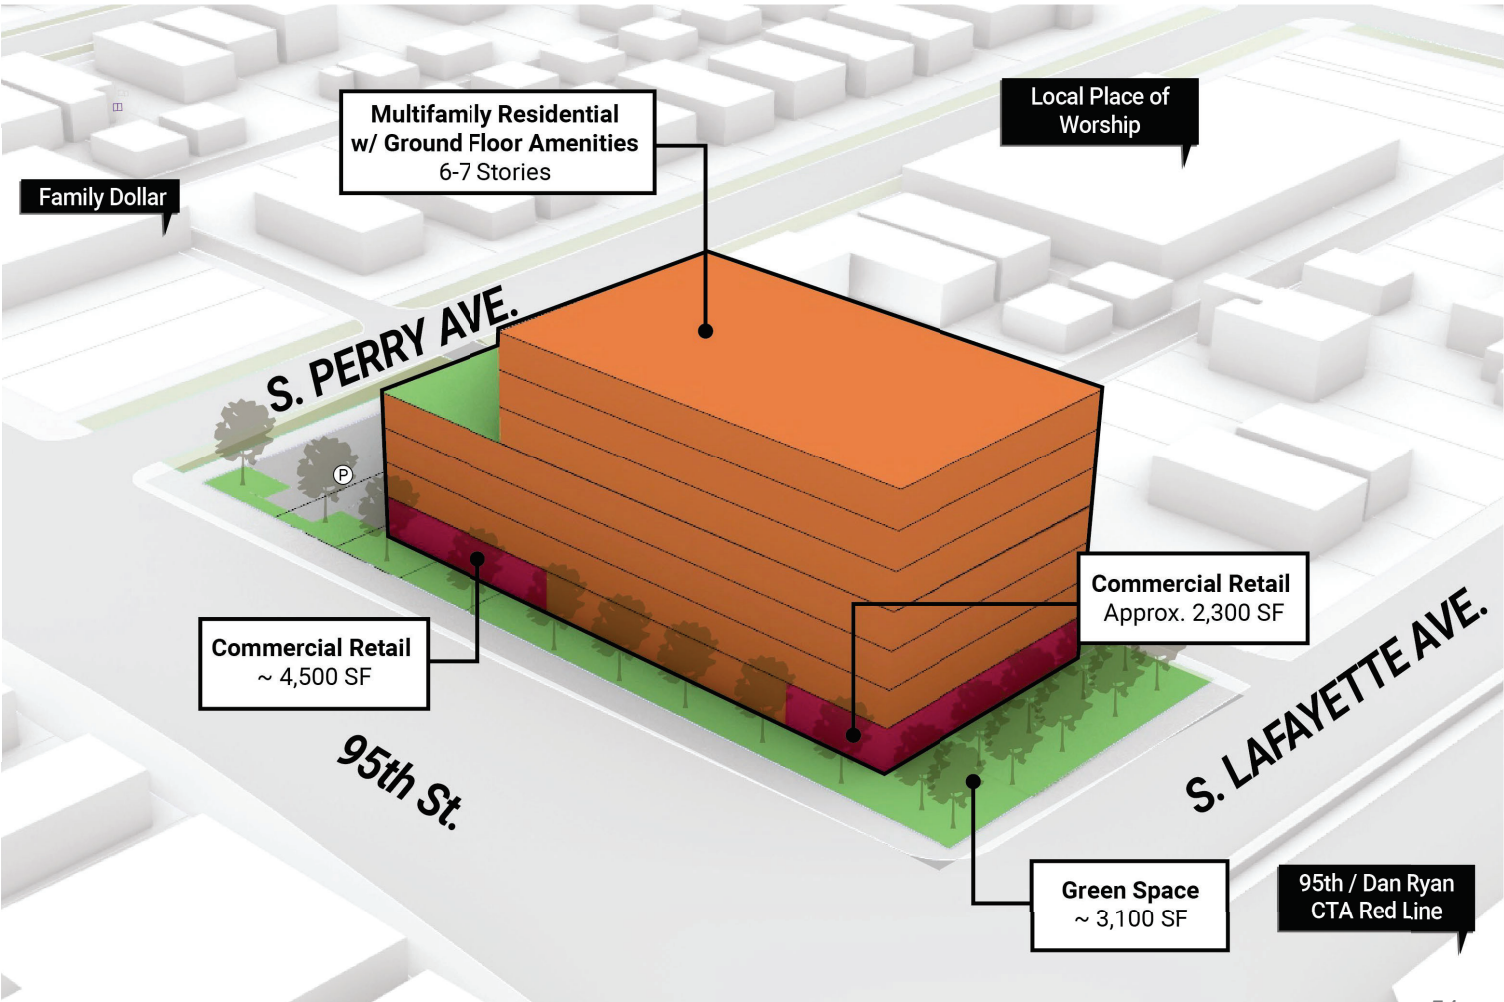 Multifamily Residential
w/ Ground Floor Amenities
6-7 Stories
Local Place of
Worship
Family Dollar
S. PERRY AVE.
P
Commercial Retail
Approx. 2,300 SF
Commercial Retail
~ 4,500 SF
95th St.
S. LAFAYETTE AVE.
Green Space
~ 3,100 SF
95th / Dan Ryan
CTA Red Line